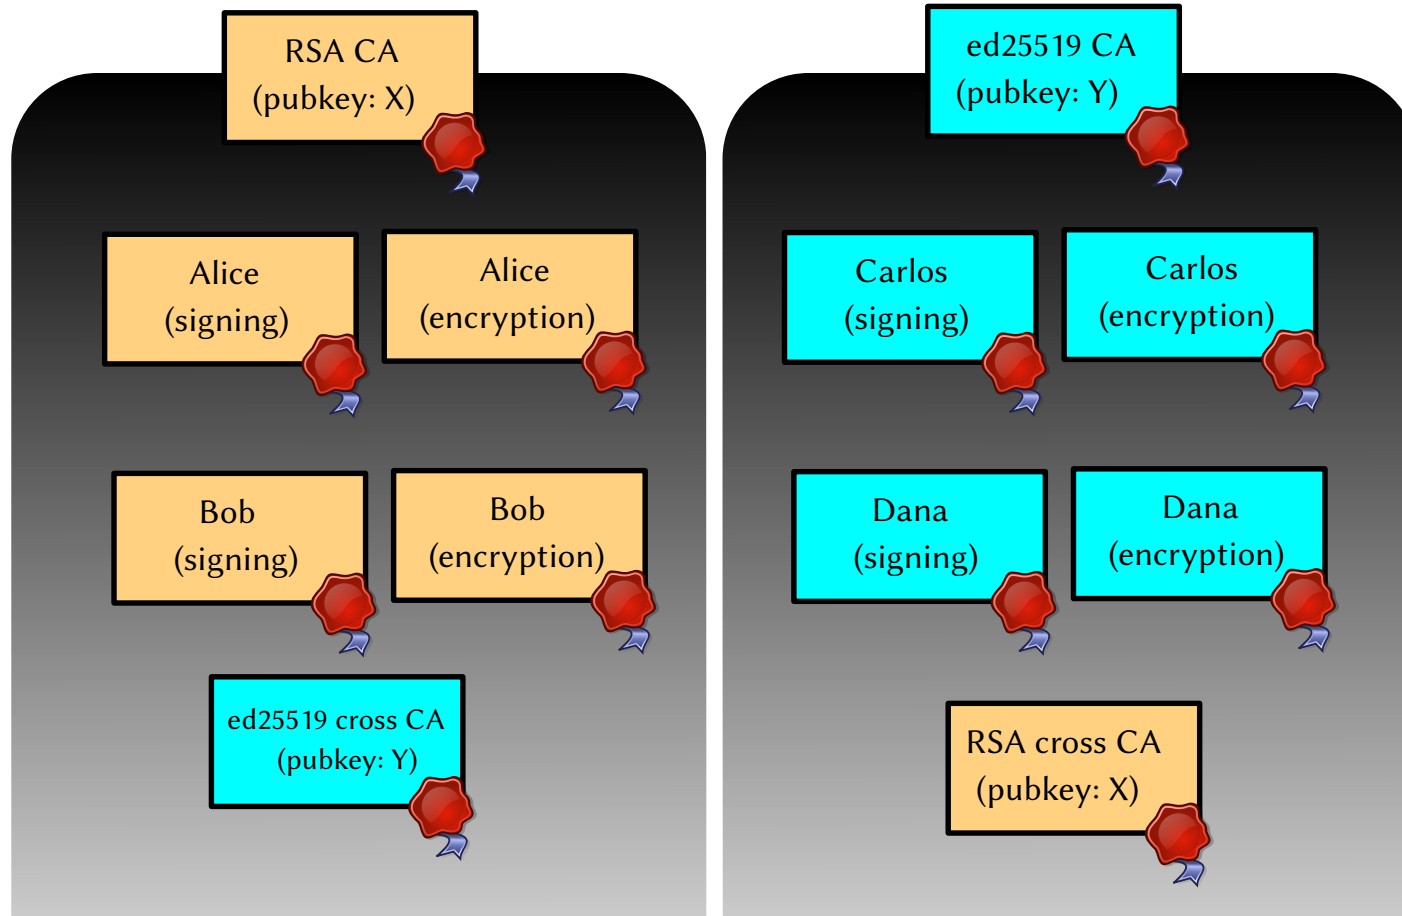 RSA CA
(pubkey: X)
ed25519 CA
(pubkey: Y)
Alice
(signing)
Alice
(encryption)
Carlos
(signing)
Carlos
(encryption)
Bob
(signing)
Bob
(encryption)
Dana
(signing)
Dana
(encryption)
ed25519 cross CA
(pubkey: Y)
RSA cross CA
(pubkey: X)